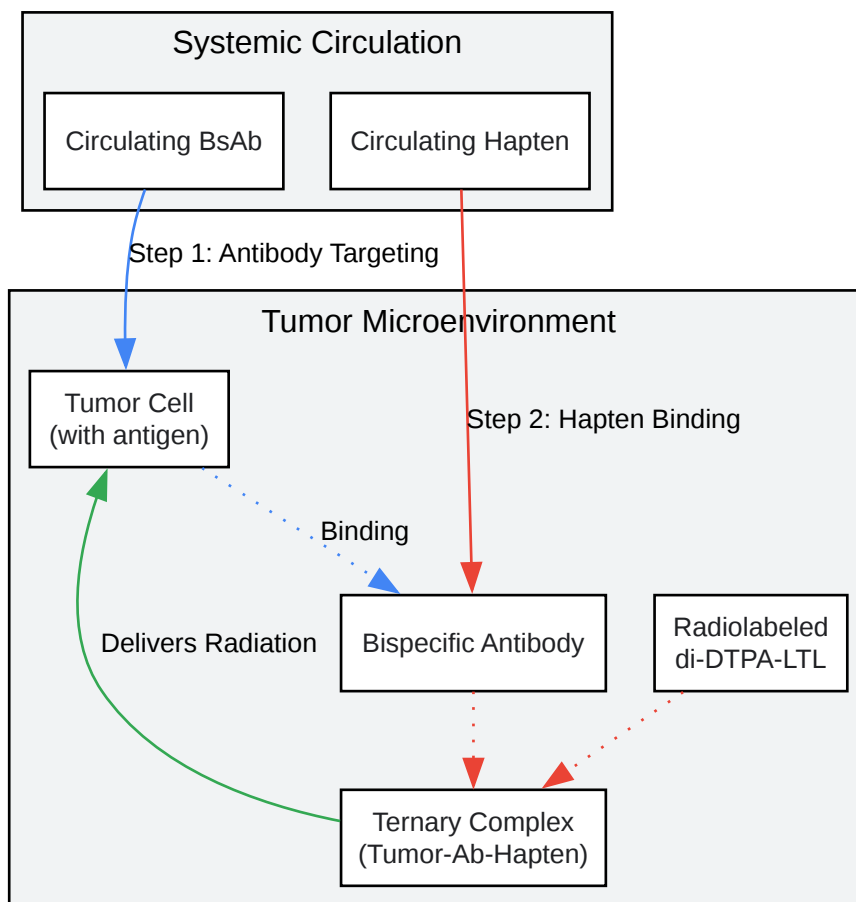 Systemic Circulation
Circulating BsAb
Circulating Hapten
Step 1: Antibody Targeting
Tumor Microenvironment
Tumor Cell
(with antigen)
Step 2: Hapten Binding
Binding
Delivers Radiation
Bispecific Antibody
Radiolabeled
di-DTPA-LTL
Ternary Complex
(Tumor-Ab-Hapten)